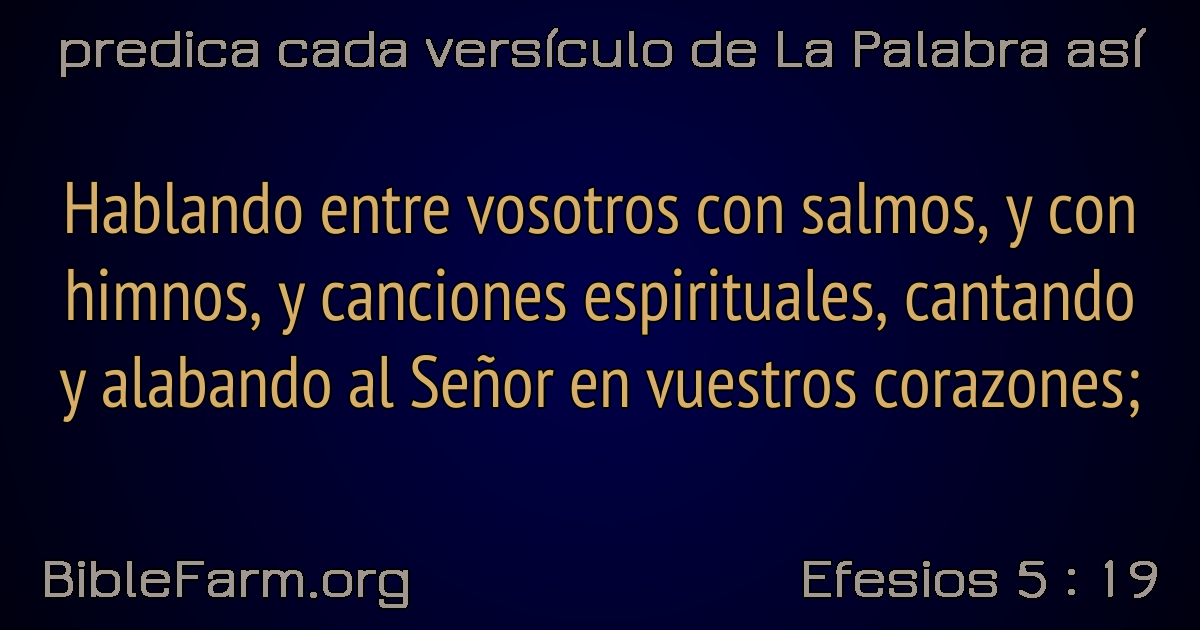 predica cada versículo de La Palabra así
Hablando entre vosotros con salmos, y con
himnos, y canciones espirituales, cantando
y alabando al Señor en vuestros corazones;
BibleFarm.org
Efesios 5 : 19